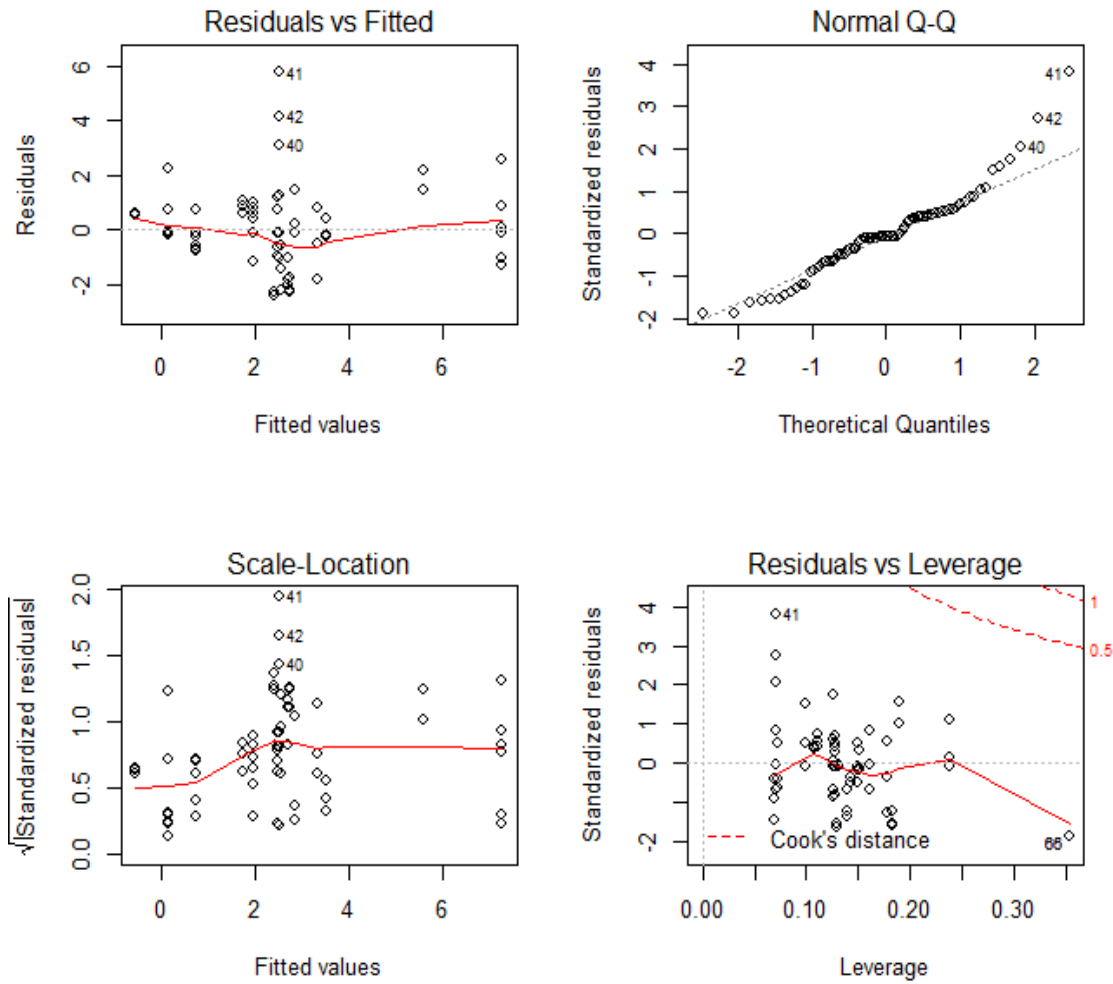 Residuals vs Fitted
Residuals
6
4
2
0
-2
41
42
40
0 2 4 6
Fitted values
Normal Q-Q
Standardized residuals
4
3
2
1
0
-1
-2
41
42
40
-2 -1 0 1 2
Theoretical Quantiles
Scale-Location
√|Standardized residuals|
2.0
1.5
1.0
0.5
0.0
41
42
40
0 2 4 6
Fitted values
Residuals vs Leverage
Standardized residuals
4
3
2
1
0
-2
41
1
0.5
Cook's distance
66
0.00 0.10 0.20 0.30
Leverage